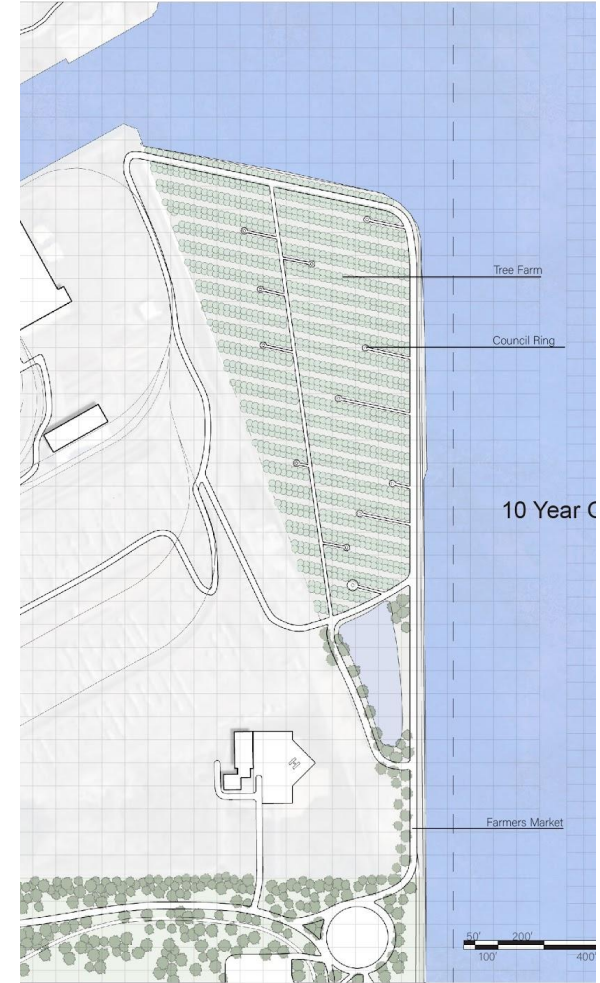 Tree Farm
Council Ring
10 Year
H
Farmers Market
50' 200'
100' 400'